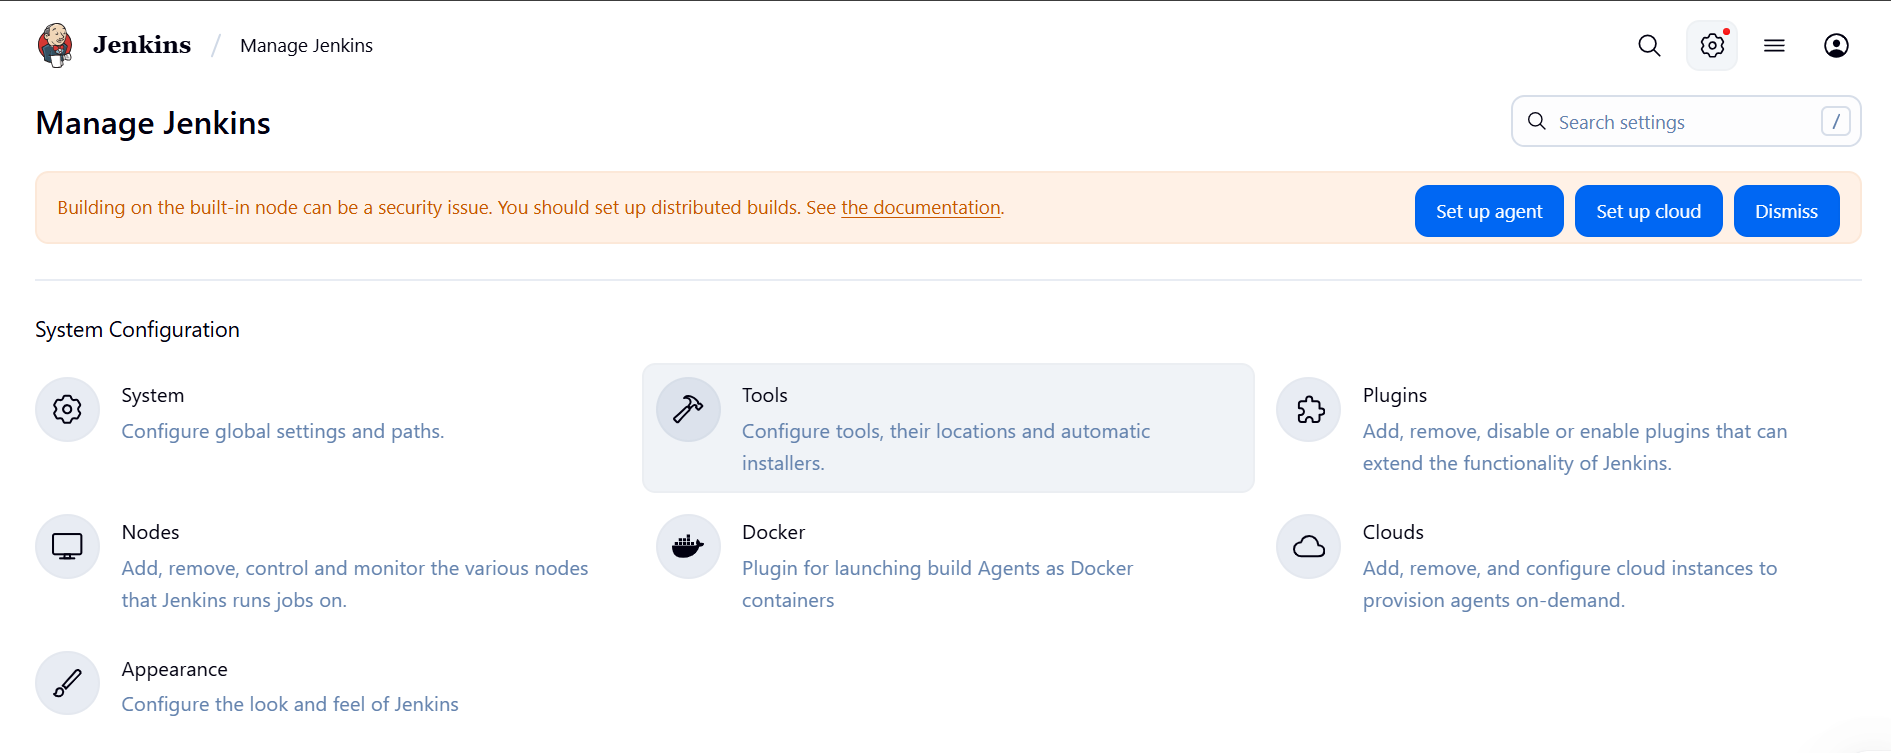 Jenkins / Manage Jenkins
Manage Jenkins
Search settings /
Building on the built-in node can be a security issue. You should set up distributed builds. See the documentation.
Set up agent Set up cloud Dismiss
System Configuration
System
Configure global settings and paths.
Tools
Configure tools, their locations and automatic
installers.
Plugins
Add, remove, disable or enable plugins that can
extend the functionality of Jenkins.
Nodes
Add, remove, control and monitor the various nodes
that Jenkins runs jobs on.
Docker
Plugin for launching build Agents as Docker
containers
Clouds
Add, remove, and configure cloud instances to
provision agents on-demand.
Appearance
Configure the look and feel of Jenkins